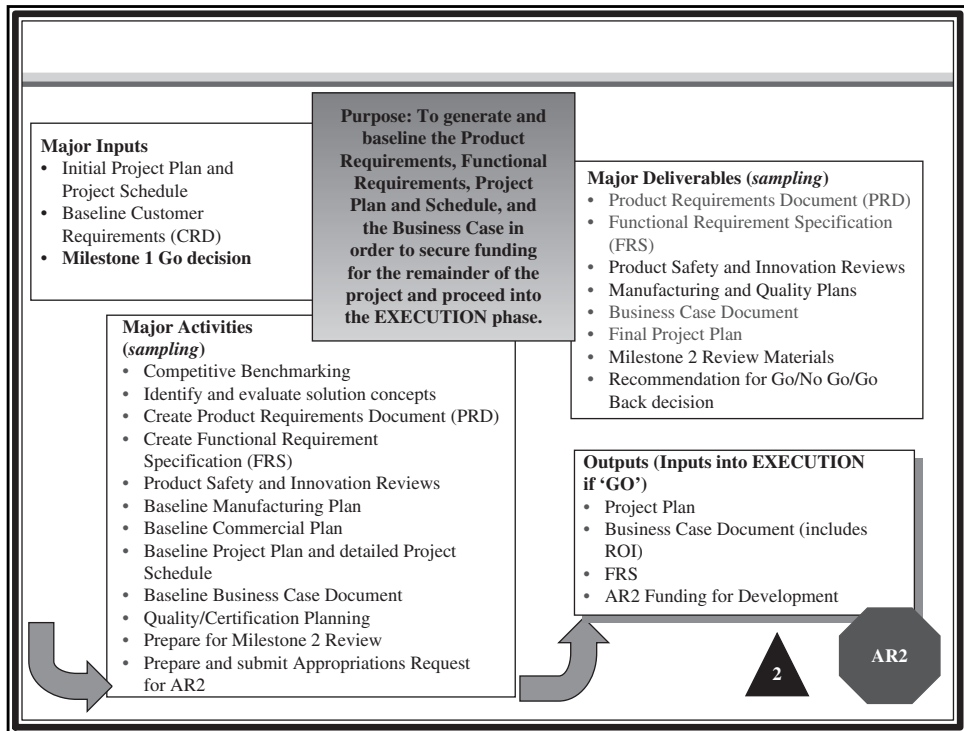 Purpose: To generate and
baseline the Product
Requirements, Functional
Requirements, Project
Plan and Schedule, and
the Business Case in
order to secure funding
for the remainder of the
project and proceed into
the EXECUTION phase.
Major Inputs
• Initial Project Plan and
Project Schedule
• Baseline Customer
Requirements (CRD)
• Milestone 1 Go decision
Major Activities
(sampling)
• Competitive Benchmarking
• Identify and evaluate solution concepts
• Create Product Requirements Document (PRD)
• Create Functional Requirement
Specification (FRS)
• Product Safety and Innovation Reviews
• Baseline Manufacturing Plan
• Baseline Commercial Plan
• Baseline Project Plan and detailed Project
Schedule
• Baseline Business Case Document
• Quality/Certification Planning
• Prepare for Milestone 2 Review
• Prepare and submit Appropriations Request
for AR2
Major Deliverables (sampling)
• Product Requirements Document (PRD)
• Functional Requirement Specification
(FRS)
• Product Safety and Innovation Reviews
• Manufacturing and Quality Plans
• Business Case Document
• Final Project Plan
• Milestone 2 Review Materials
• Recommendation for Go/No Go/Go
Back decision
Outputs (Inputs into EXECUTION
if ‘GO’)
• Project Plan
• Business Case Document (includes
ROI)
• FRS
• AR2 Funding for Development
2
AR2